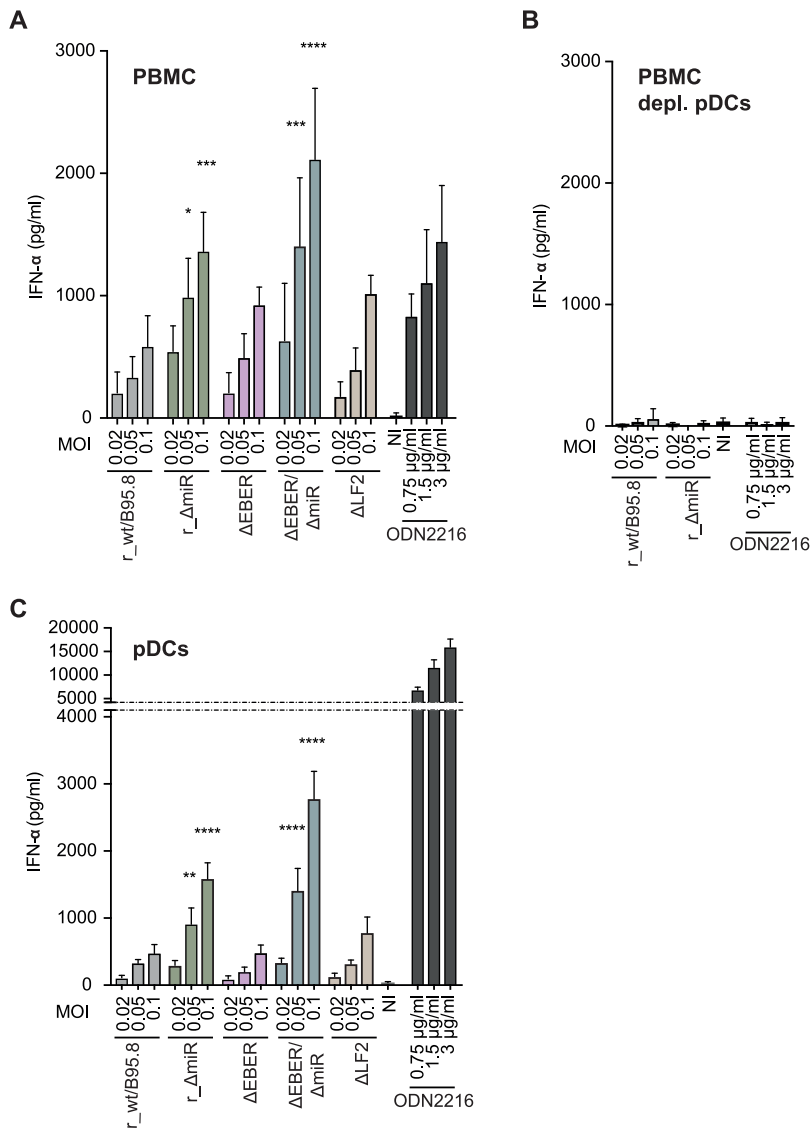 A
PBMC
IFN-α (pg/ml)
3000
2000
1000
0
*
***
***
****
MOI
0.02
0.05
0.1
0.02
0.05
0.1
0.02
0.05
0.1
0.02
0.05
0.1
0.02
0.05
0.1
NI
0.75 µg/ml
1.5 µg/ml
3 µg/ml
r_wt/B95.8
r_ΔmiR
ΔEBER
ΔEBER/
ΔmiR
ΔLF2
ODN2216
B
PBMC
depl. pDCs
IFN-α (pg/ml)
3000
2000
1000
0
MOI
0.02
0.05
0.1
0.02
0.05
0.1
NI
0.75 µg/ml
1.5 µg/ml
3 µg/ml
r_wt/B95.8
r_ΔmiR
ODN2216
C
pDCs
IFN-α (pg/ml)
20000
15000
10000
5000
4000
3000
2000
1000
0
**
****
****
****
MOI
0.02
0.05
0.1
0.02
0.05
0.1
0.02
0.05
0.1
0.02
0.05
0.1
0.02
0.05
0.1
NI
0.75 µg/ml
1.5 µg/ml
3 µg/ml
r_wt/B95.8
r_ΔmiR
ΔEBER
ΔEBER/
ΔmiR
ΔLF2
ODN2216